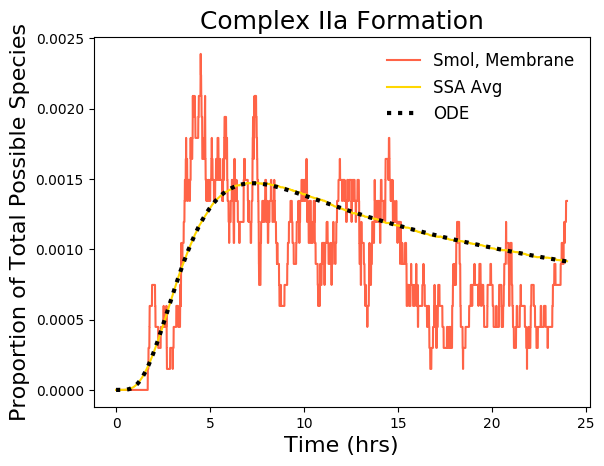 Complex IIa Formation
Proportion of Total Possible Species
0.0025
0.0020
0.0015
0.0010
0.0005
0.0000
Smol, Membrane
SSA Avg
ODE
0 5 10 15 20 25
Time (hrs)